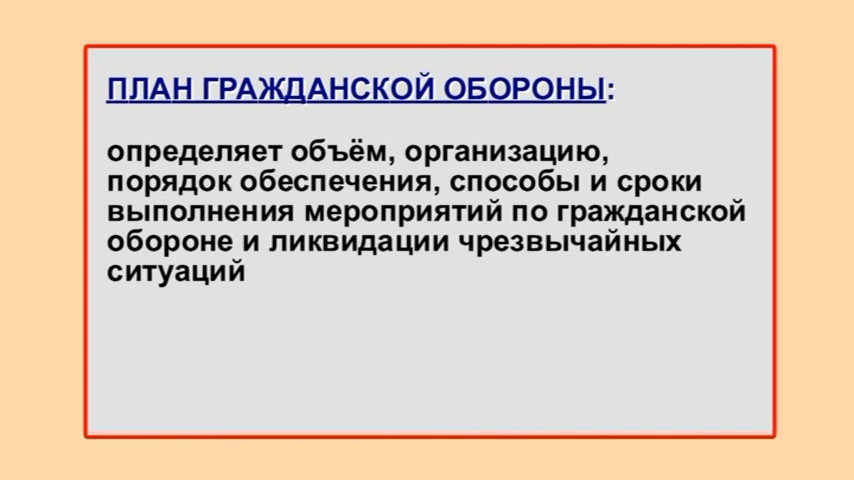 ПЛАН ГРАЖДАНСКОЙ ОБОРОНЫ:
определяет объём, организацию,
порядок обеспечения, способы и сроки
выполнения мероприятий по гражданской
обороне и ликвидации чрезвычайных
ситуаций